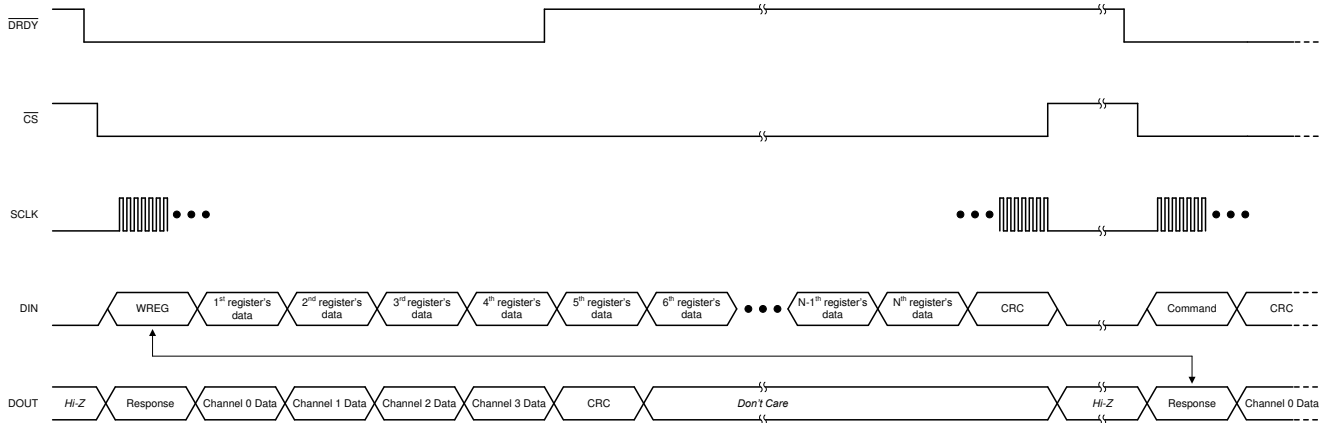 DRDY
CS
SCLK
DIN
WREG
1st register's
data
2nd register's
data
3rd register's
data
4th register's
data
5th register's
data
6th register's
data
N-1th register's
data
Nth register's
data
CRC
Command
CRC
DOUT
Hi-Z
Response
Channel 0 Data
Channel 1 Data
Channel 2 Data
Channel 3 Data
CRC
Don't Care
Hi-Z
Response
Channel 0 Data